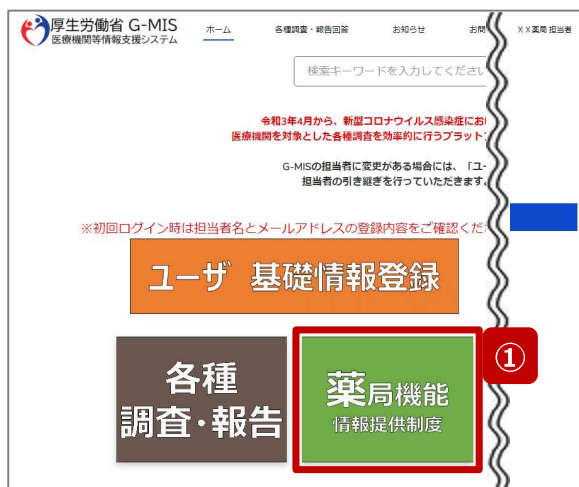 厚生労働省 G-MIS
医療機関等情報支援システム
ホーム 各種調査・報告回答 お知らせ お問 XX薬局 担当者
検索キーワードを入力してください
令和3年4月から、新型コロナウイルス感染症にお
医療機関を対象とした各種調査を効率的に行うプラット
G-MISの担当者に変更がある場合には、「ユー
担当者の引き継ぎを行っていただきます。
※初回ログイン時は担当者名とメールアドレスの登録内容をご確認くだ
ユーザ 基礎情報登録
各種
調査・報告
薬局機能
情報提供制度
①